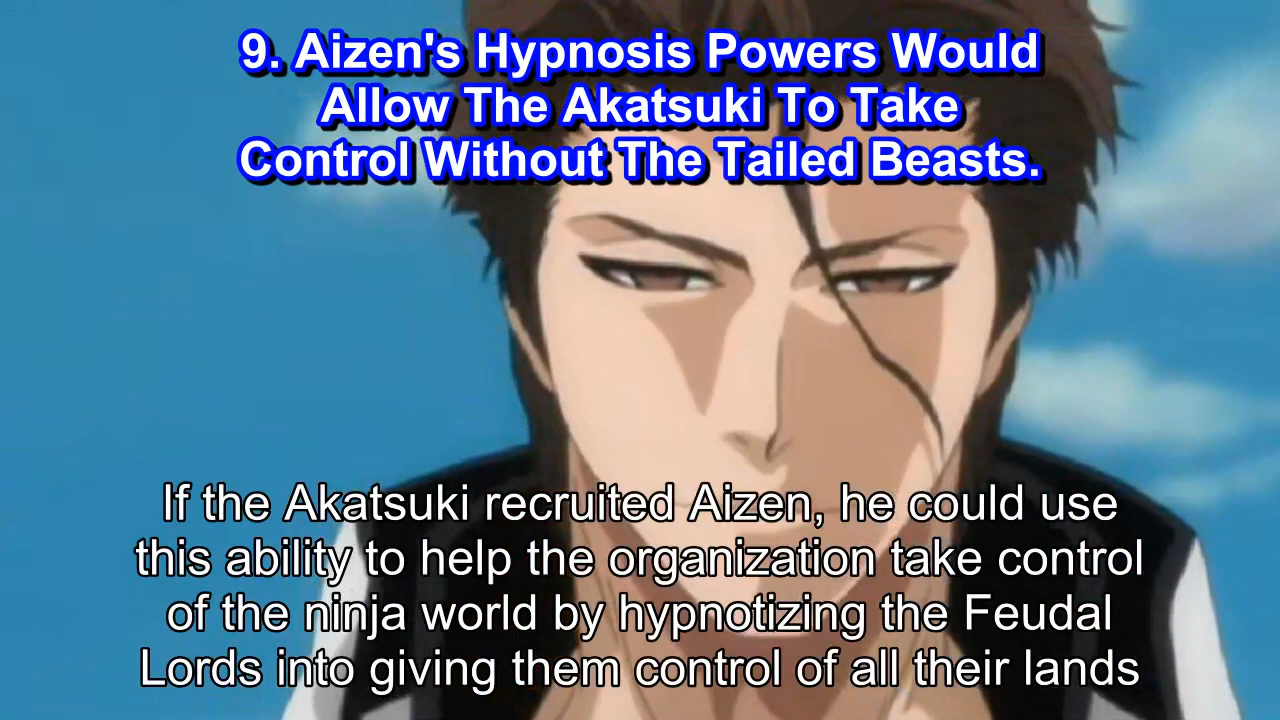 9. Aizen's Hypnosis Powers Would
Allow The Akatsuki To Take
Control Without The Tailed Beasts.
If the Akatsuki recruited Aizen, he could use
this ability to help the organization take control
of the ninja world by hypnotizing the Feudal
Lords into giving them control of all their lands